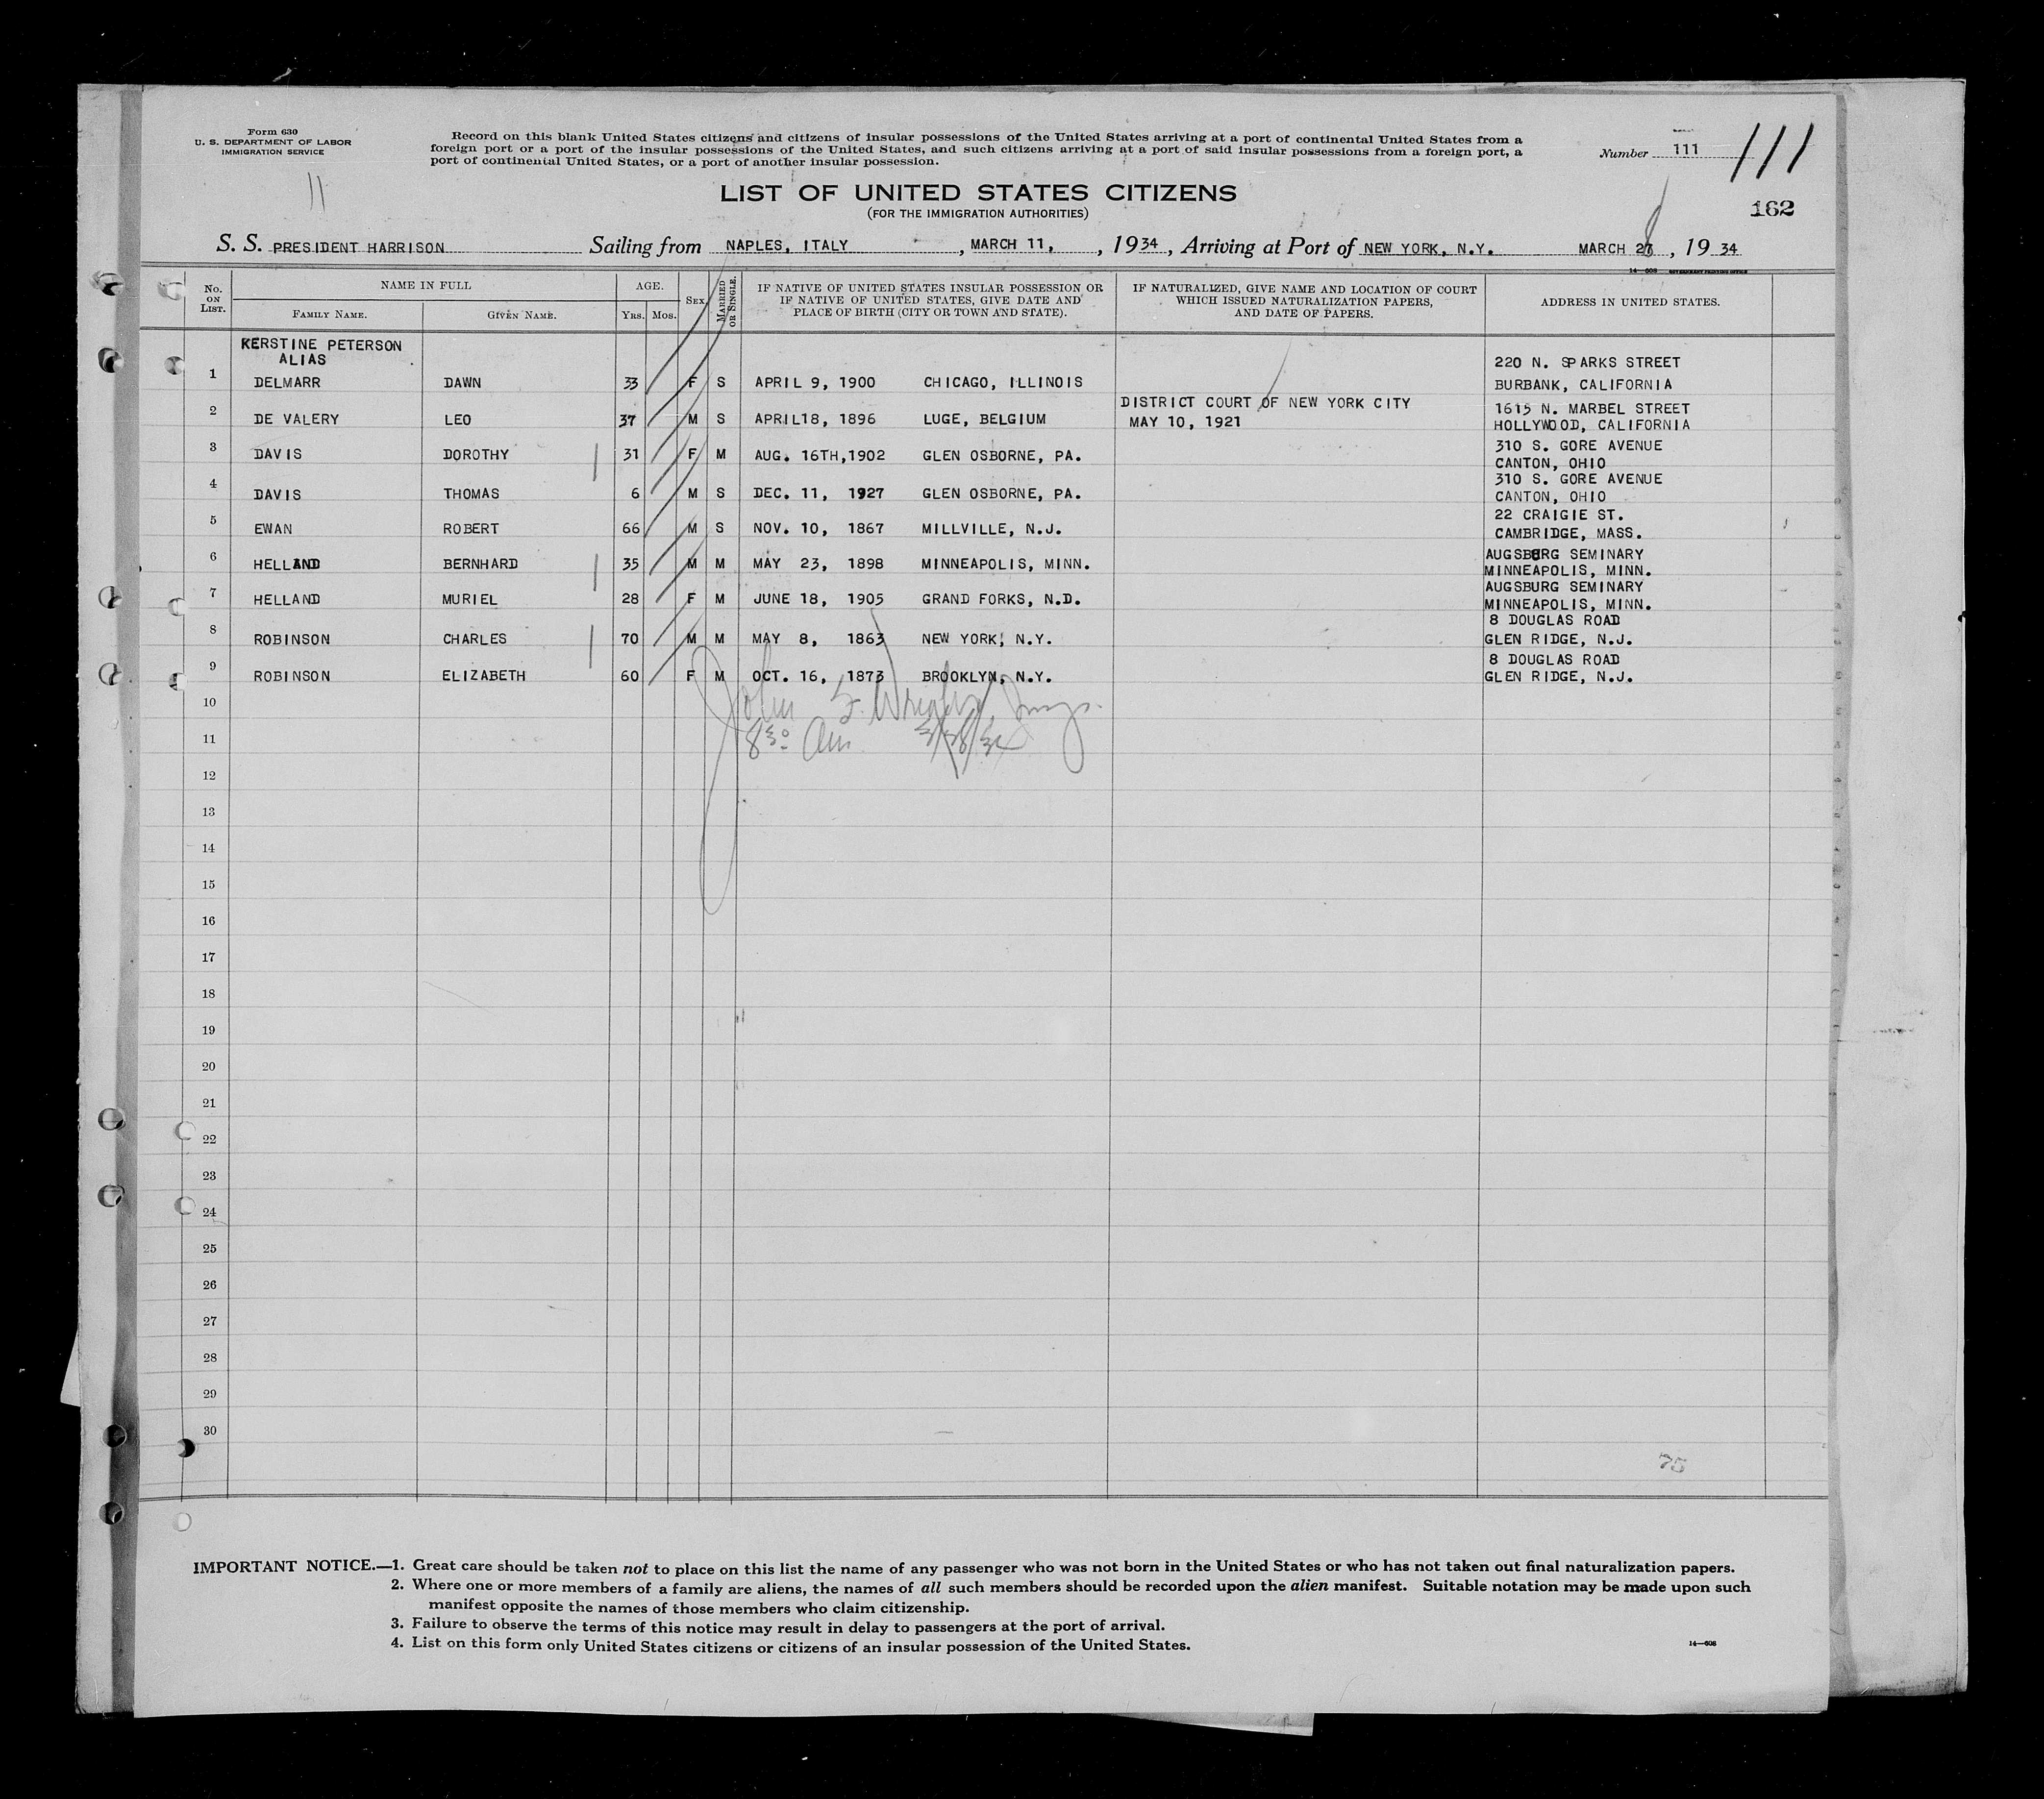 Form 630
U. S. DEPARTMENT OF LABOR
IMMIGRATION SERVICE
Record on this blank United States citizens and citizens of insular possessions of the United States arriving at a port of continental United States from a
foreign port or a port of the insular possessions of the United States, and such citizens arriving at a port of said insular possessions from a foreign port, a
port of continental United States, or a port of another insular possession.
Number 111
111
11
LIST OF UNITED STATES CITIZENS
(FOR THE IMMIGRATION AUTHORITIES)
162
S. S. PRESIDENT HARRISON Sailing from NAPLES, ITALY, MARCH 11, , 1934, Arriving at Port of NEW YORK, N.Y. MARCH 28, 1934
14—608 GOVERNMENT PRINTING OFFICE
No. ON LIST. NAME IN FULL FAMILY NAME. GIVEN NAME. AGE. YRS. MOS. SEX MARRIED OR SINGLE.
IF NATIVE OF UNITED STATES INSULAR POSSESSION OR
IF NATIVE OF UNITED STATES, GIVE DATE AND
PLACE OF BIRTH (CITY OR TOWN AND STATE).
IF NATURALIZED, GIVE NAME AND LOCATION OF COURT
WHICH ISSUED NATURALIZATION PAPERS,
AND DATE OF PAPERS.
ADDRESS IN UNITED STATES.
KERSTINE PETERSON
ALIAS
220 N. SPARKS STREET
1 DELMARR DAWN 33 F S APRIL 9, 1900 CHICAGO, ILLINOIS BURBANK, CALIFORNIA
DISTRICT COURT OF NEW YORK CITY 1615 N. MARBEL STREET
2 DE VALERY LEO 37 M S APRIL18, 1896 LUGE, BELGIUM MAY 10, 1921 HOLLYWOOD, CALIFORNIA
310 S. GORE AVENUE
3 DAVIS DOROTHY 31 F M AUG. 16TH,1902 GLEN OSBORNE, PA. CANTON, OHIO
310 S. GORE AVENUE
4 DAVIS THOMAS 6 M S DEC. 11, 1927 GLEN OSBORNE, PA. CANTON, OHIO
22 CRAIGIE ST.
5 EWAN ROBERT 66 M S NOV. 10, 1867 MILLVILLE, N.J. CAMBRIDGE, MASS.
AUGSBURG SEMINARY
6 HELLAND BERNHARD 35 M M MAY 23, 1898 MINNEAPOLIS, MINN. MINNEAPOLIS, MINN.
AUGSBURG SEMINARY
7 HELLAND MURIEL 28 F M JUNE 18, 1905 GRAND FORKS, N.D. MINNEAPOLIS, MINN.
8 DOUGLAS ROAD
8 ROBINSON CHARLES 70 M M MAY 8, 1863 NEW YORK, N.Y. GLEN RIDGE, N.J.
8 DOUGLAS ROAD
9 ROBINSON ELIZABETH 60 F M OCT. 16, 1873 BROOKLYN, N.Y. GLEN RIDGE, N.J.
10 John
11 8 30 Am 3/28/34
12
13
14
15
16
17
18
19
20
21
22
23
24
25
26
27
28
29
30
75
IMPORTANT NOTICE.—1. Great care should be taken not to place on this list the name of any passenger who was not born in the United States or who has not taken out final naturalization papers.
2. Where one or more members of a family are aliens, the names of all such members should be recorded upon the alien manifest. Suitable notation may be made upon such
manifest opposite the names of those members who claim citizenship.
3. Failure to observe the terms of this notice may result in delay to passengers at the port of arrival.
4. List on this form only United States citizens or citizens of an insular possession of the United States.
14—608